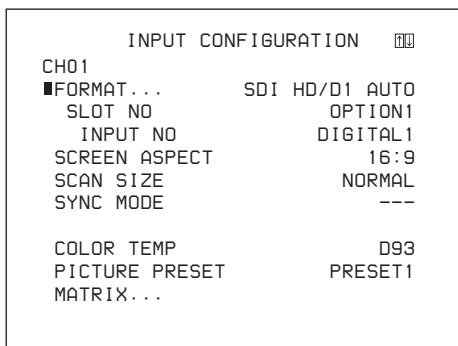 INPUT CONFIGURATION ↑↓
CH01
FORMAT... SDI HD/D1 AUTO
SLOT NO OPTION1
INPUT NO DIGITAL1
SCREEN ASPECT 16:9
SCAN SIZE NORMAL
SYNC MODE ---
COLOR TEMP D93
PICTURE PRESET PRESET1
MATRIX...